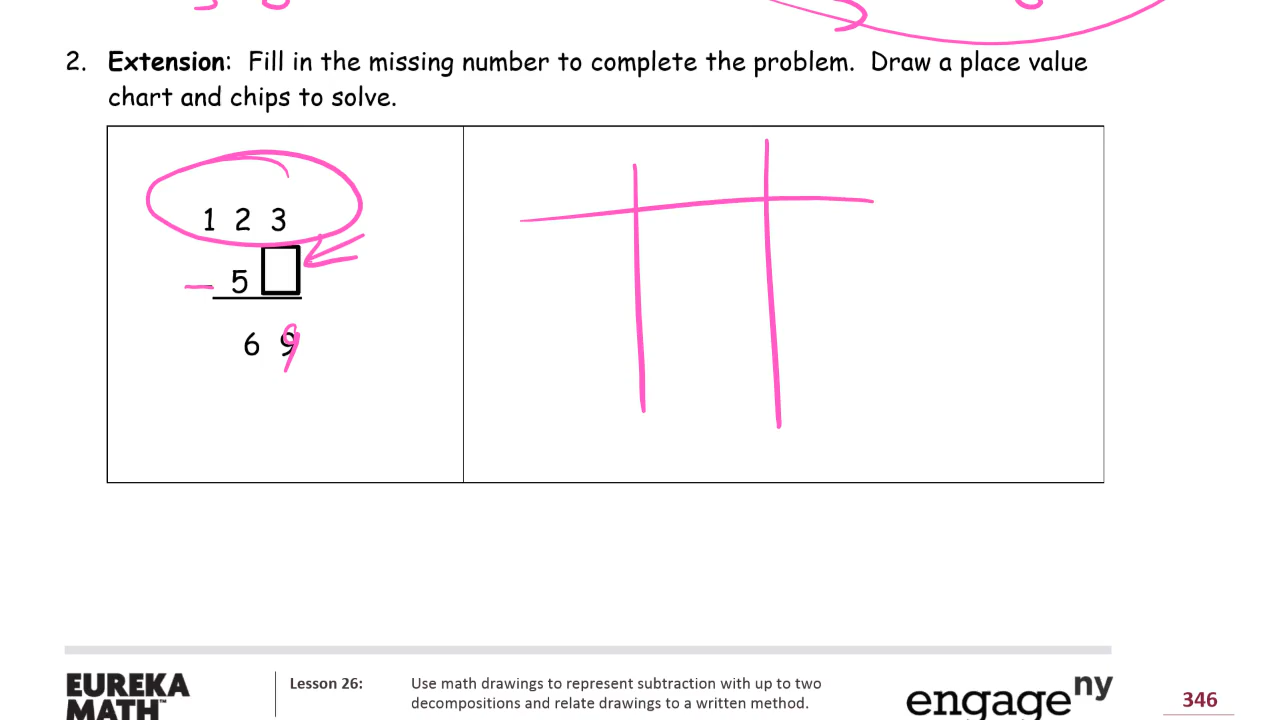 2. Extension: Fill in the missing number to complete the problem. Draw a place value
chart and chips to solve.
1 2 3
- 5
6 9
EUREKA
MATH™
Lesson 26:
Use math drawings to represent subtraction with up to two
decompositions and relate drawings to a written method.
engage ny
346